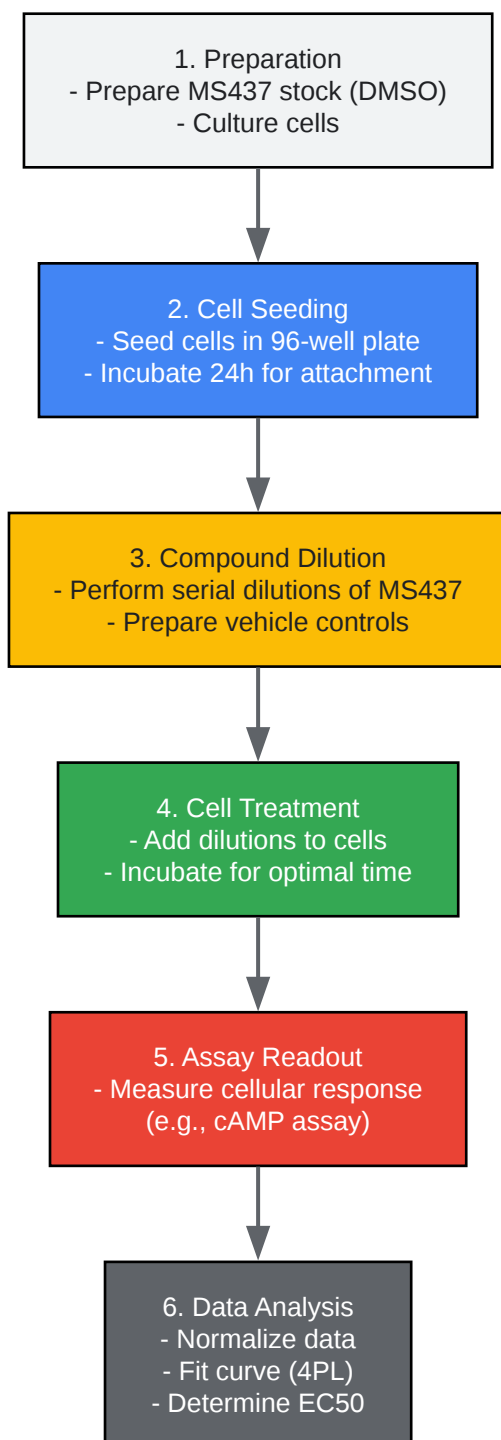 1. Preparation
- Prepare MS437 stock (DMSO)
- Culture cells
2. Cell Seeding
- Seed cells in 96-well plate
- Incubate 24h for attachment
3. Compound Dilution
- Perform serial dilutions of MS437
- Prepare vehicle controls
4. Cell Treatment
- Add dilutions to cells
- Incubate for optimal time
5. Assay Readout
- Measure cellular response
(e.g., cAMP assay)
6. Data Analysis
- Normalize data
- Fit curve (4PL)
- Determine EC50